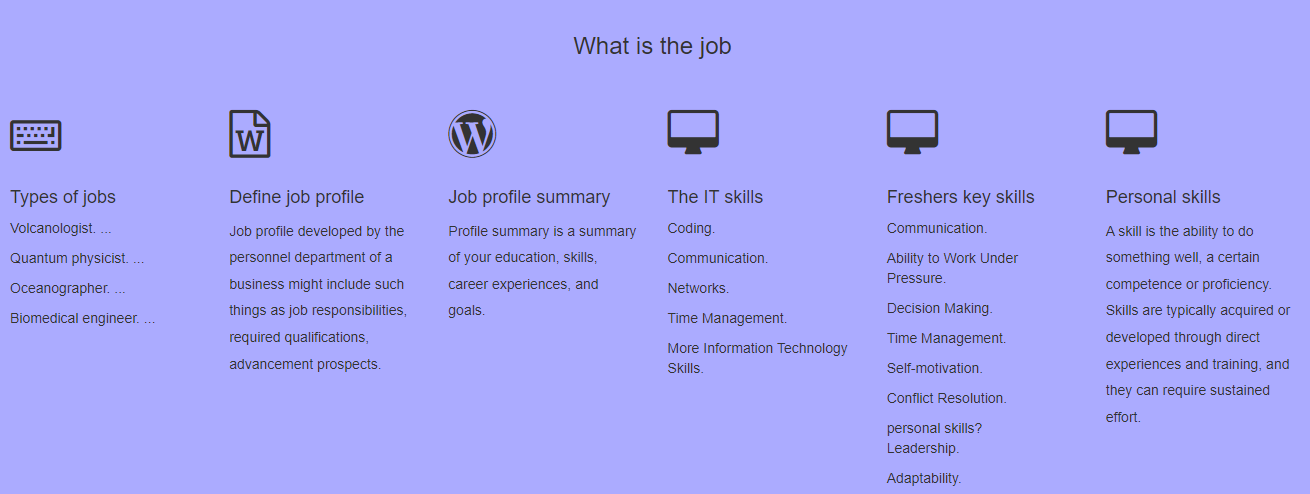 What is the job
Types of jobs
Volcanologist. ...
Quantum physicist. ...
Oceanographer. ...
Biomedical engineer. ...
W
Define job profile
Job profile developed by the
personnel department of a
business might include such
things as job responsibilities,
required qualifications,
advancement prospects.
W
Job profile summary
Profile summary is a summary
of your education, skills,
career experiences, and
goals.
The IT skills
Coding.
Communication.
Networks.
Time Management.
More Information Technology
Skills.
Freshers key skills
Communication.
Ability to Work Under
Pressure.
Decision Making.
Time Management.
Self-motivation.
Conflict Resolution.
personal skills?
Leadership.
Adaptability.
Personal skills
A skill is the ability to do
something well, a certain
competence or proficiency.
Skills are typically acquired or
developed through direct
experiences and training, and
they can require sustained
effort.